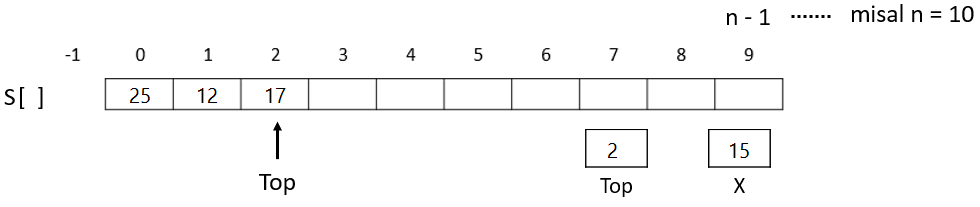 n - 1 ······· misal n = 10
-1 0 1 2 3 4 5 6 7 8 9
S[ ] 25 12 17
2 15
Top Top X